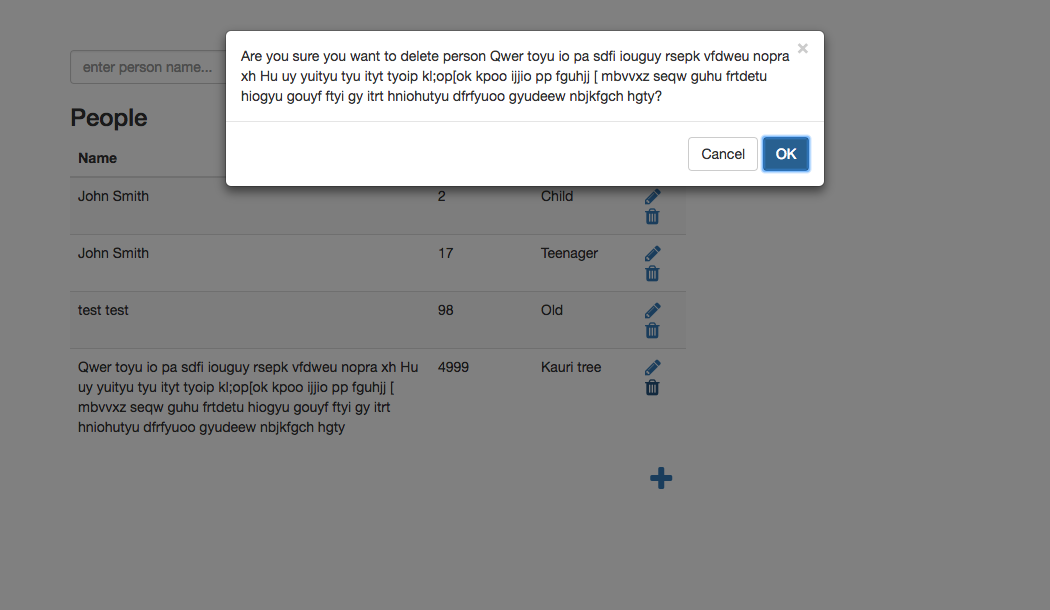 Are you sure you want to delete person Qwer toyu io pa sdfi iouguy rsepk vfdweu nopra
xh Hu uy yuityu tyu ityt tyoip kl;op[ok kpoo ijjio pp fguhjj [ mbvvxz seqw guhu frtdetu
hiogyu gouyf ftyi gy itrt hniohutyu dfrfyuoo gyudeew nbjkfgch hgty?
×
Cancel OK
enter person name...
People
Name
John Smith 2 Child
John Smith 17 Teenager
test test 98 Old
Qwer toyu io pa sdfi iouguy rsepk vfdweu nopra xh Hu 4999 Kauri tree
uy yuityu tyu ityt tyoip kl;op[ok kpoo ijjio pp fguhjj [
mbvvxz seqw guhu frtdetu hiogyu gouyf ftyi gy itrt
hniohutyu dfrfyuoo gyudeew nbjkfgch hgty